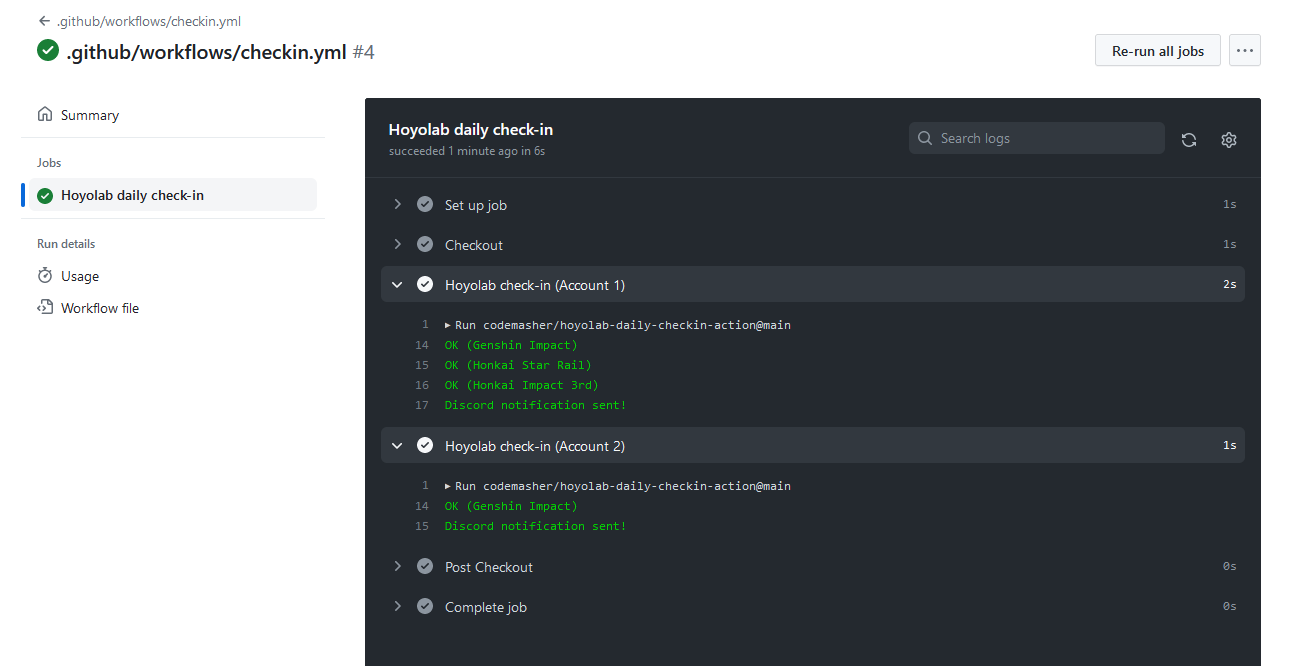 .github/workflows/checkin.yml
.github/workflows/checkin.yml #4
Re-run all jobs
Summary
Jobs
Hoyolab daily check-in
Run details
Usage
Workflow file
Hoyolab daily check-in
succeeded 1 minute ago in 6s
Search logs
Set up job 1s
Checkout 1s
Hoyolab check-in (Account 1) 2s
1 Run codemasher/hoyolab-daily-checkin-action@main
14 OK (Genshin Impact)
15 OK (Honkai Star Rail)
16 OK (Honkai Impact 3rd)
17 Discord notification sent!
Hoyolab check-in (Account 2) 1s
1 Run codemasher/hoyolab-daily-checkin-action@main
14 OK (Genshin Impact)
15 Discord notification sent!
Post Checkout 0s
Complete job 0s